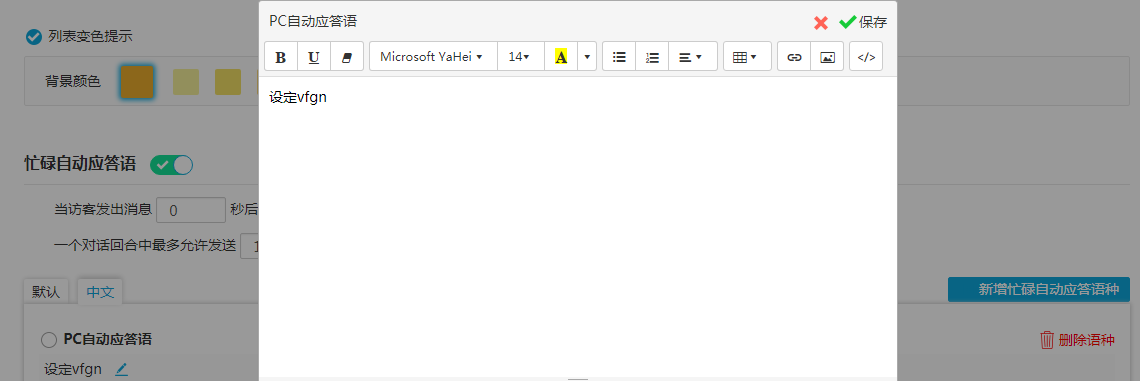 PC自动应答语
保存
列表变色提示
B U Microsoft YaHei 14 A </>
背景颜色
设定vfgn
忙碌自动应答语
当访客发出消息 0 秒后
一个对话回合中最多允许发送 1
默认 中文
新增忙碌自动应答语种
PC自动应答语
删除语种
设定vfgn